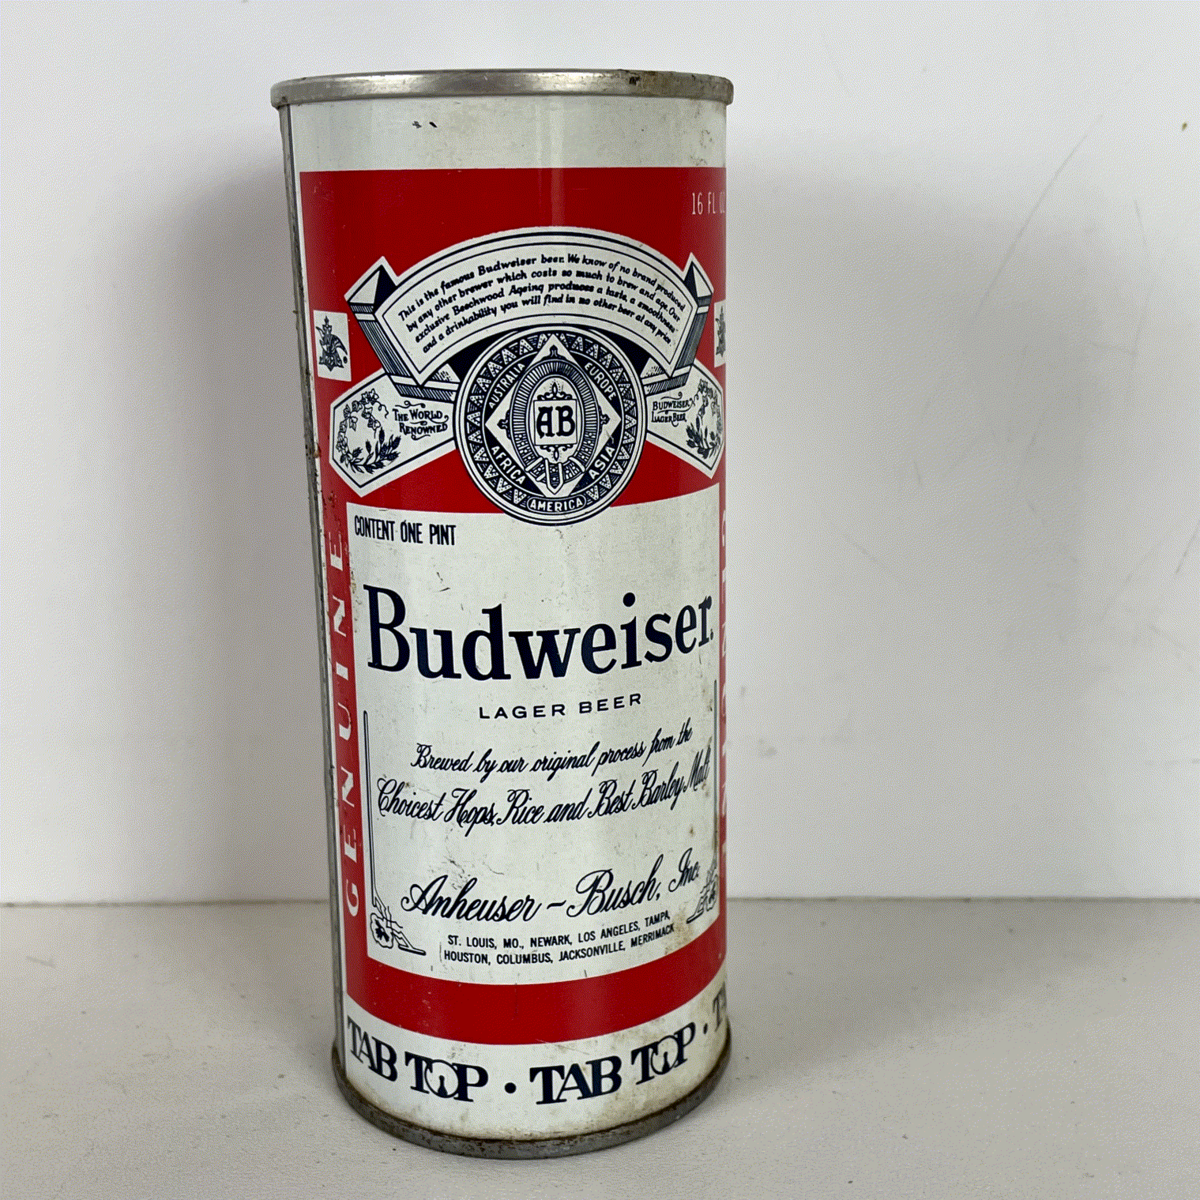 16 FL OZ
This is the famous Budweiser beer. We know of no brand produced
by any other brewer which costs so much to brew and age. Our
exclusive Beechwood Ageing produces a taste, a smoothness
and a drinkability you will find in no other beer at any price
THE WORLD
RENOWNED
AUSTRALIA
EUROPE
AB
AFRICA
ASIA
AMERICA
BUDWEISER
LAGER BEER
CONTENT ONE PINT
GENUINE
Budweiser.
LAGER BEER
Brewed by our original process from the
Choicest Hops, Rice and Best Barley Malt
Anheuser-Busch, Inc.
ST. LOUIS, MO., NEWARK, LOS ANGELES, TAMPA,
HOUSTON, COLUMBUS, JACKSONVILLE, MERRIMACK
TAB TOP · TAB TOP ·